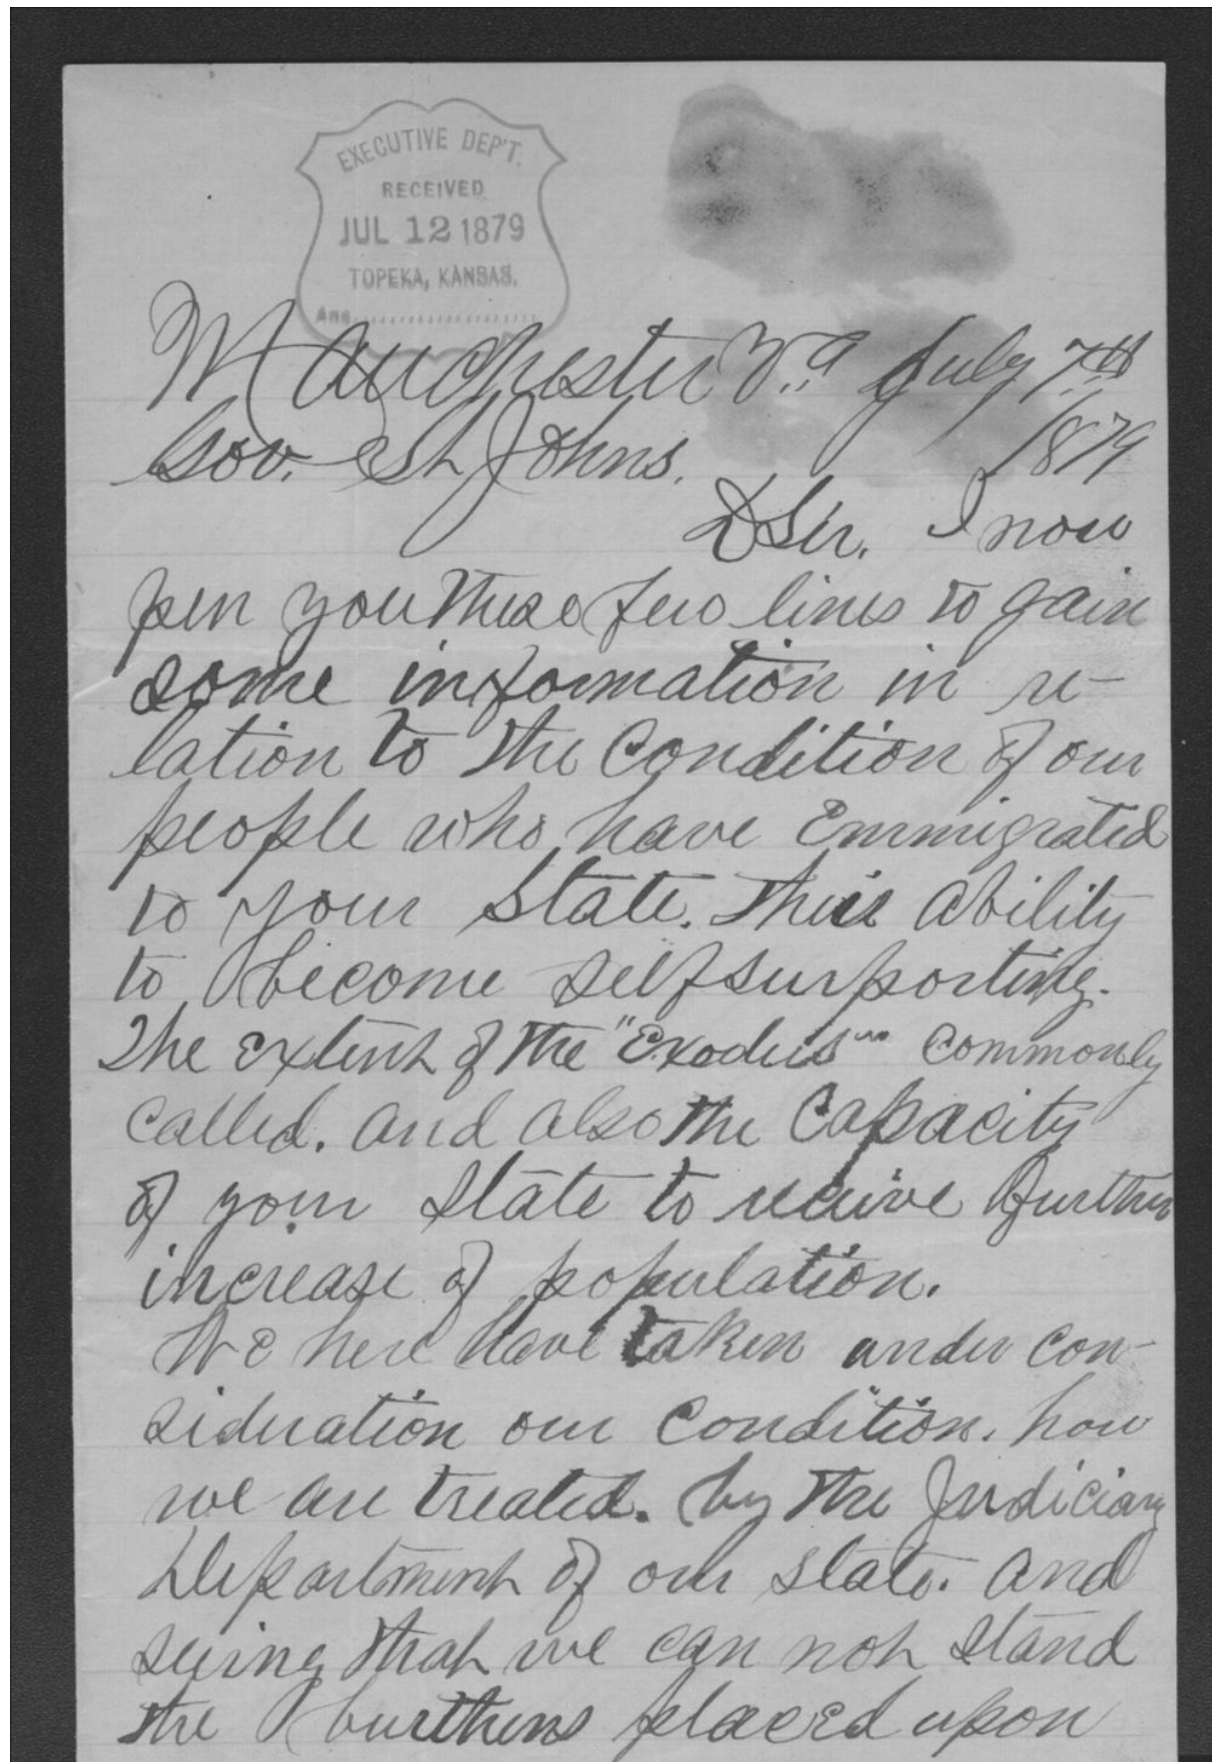 EXECUTIVE DEP'T.
RECEIVED
JUL 12 1879
TOPEKA, KANSAS.
Ans.
Manchester Va July 7th
1879
Gov. St Johns.
D Sir. I now
pen you these few lines to gain
some information in re-
lation to the Condition of our
people who have Emmigrated
to your State. Their ability
to become self surporting.
The extent of the "Exodus" commonly
called. and also the Capacity
of your State to receive further
increase of population.
We here have taken under con-
sideration our Condition. how
we are treated. by the Judiciary
Department of our state. and
seeing that we can not stand
the burthens placed upon